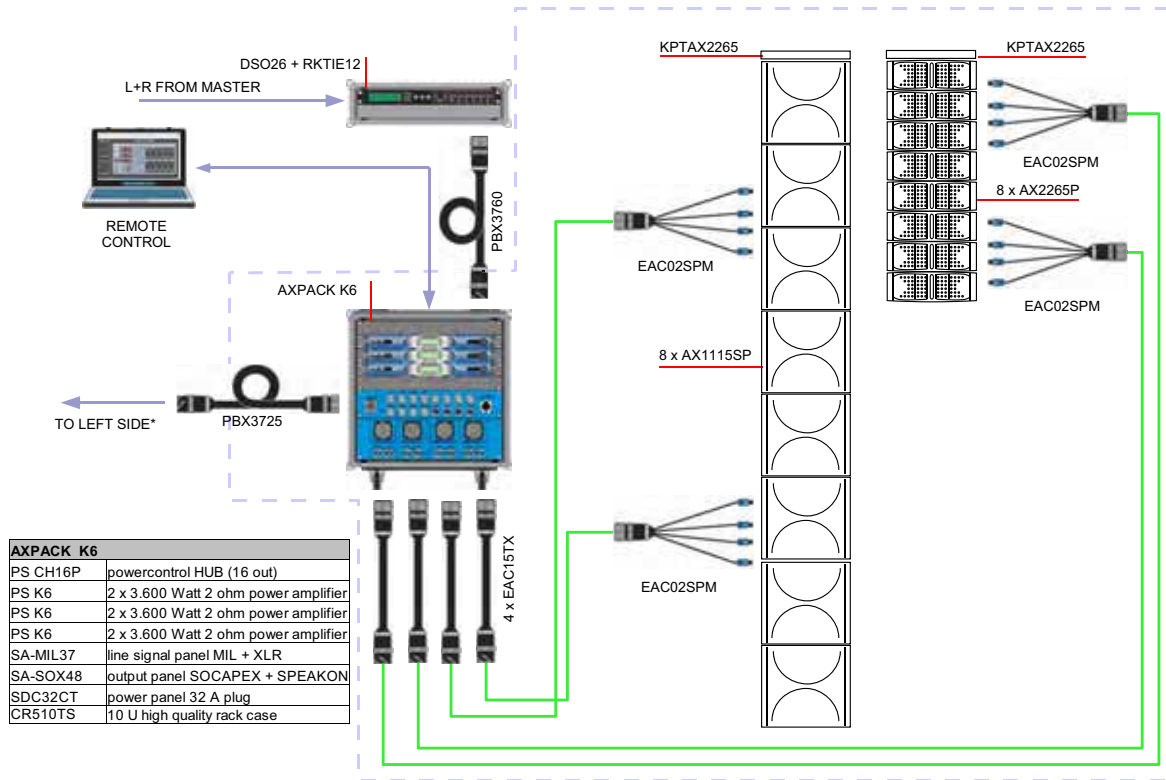 KPTAX2265
KPTAX2265
DSO26 + RKTIE12
L+R FROM MASTER
EAC02SPM
8 x AX2265P
REMOTE
CONTROL
PBX3760
EAC02SPM
AXPACK K6
EAC02SPM
8 x AX1115SP
TO LEFT SIDE*
PBX3725
4 x EAC15TX
EAC02SPM
AXPACK K6
PS CH16P powercontrol HUB (16 out)
PS K6 2 x 3.600 Watt 2 ohm power amplifier
PS K6 2 x 3.600 Watt 2 ohm power amplifier
PS K6 2 x 3.600 Watt 2 ohm power amplifier
SA-MIL37 line signal panel MIL + XLR
SA-SOX48 output panel SOCAPEX + SPEAKON
SDC32CT power panel 32 A plug
CR510TS 10 U high quality rack case